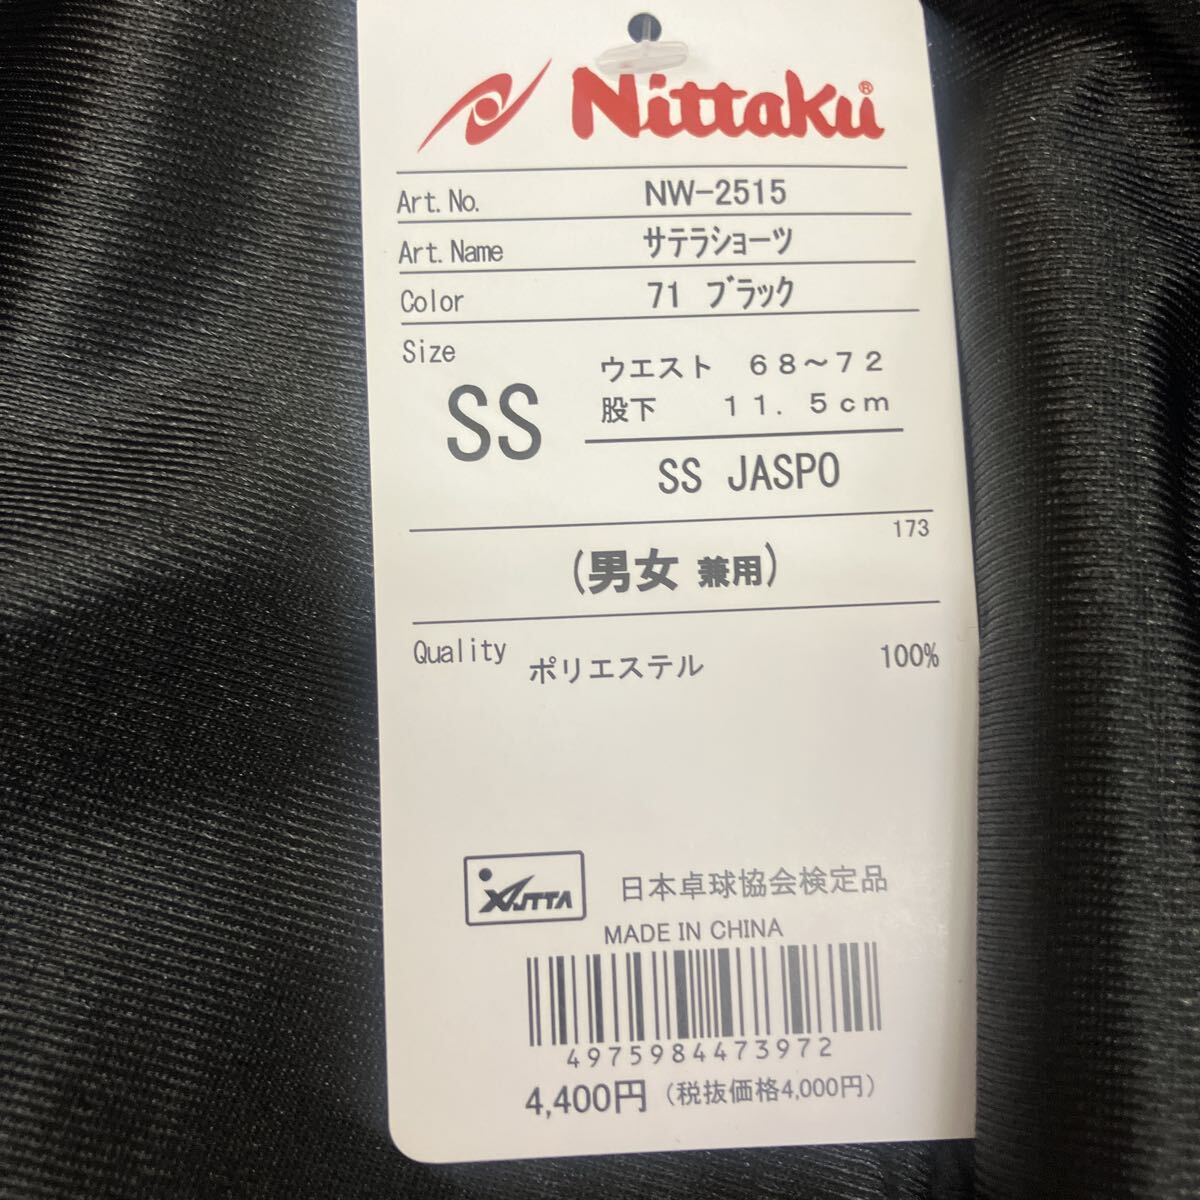 Nittaku®
Art.No. NW-2515
Art.Name サテラショーツ
Color 71 ブラック
Size
SS
ウエスト 68～72
股下 11.5cm
SS JASPO
173
(男女 兼用)
Quality ポリエステル 100%
JTTA 日本卓球協会検定品
MADE IN CHINA
4975984473972
4,400円 (税抜価格4,000円)